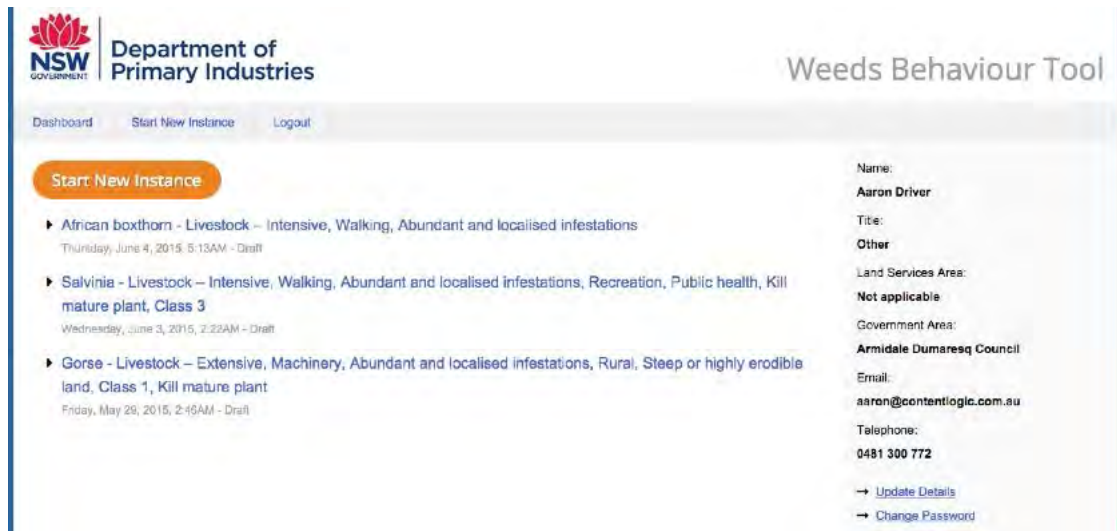 NSW
GOVERNMENT
Department of
Primary Industries
Weeds Behaviour Tool
Dashboard Start New Instance Logout
Start New Instance
African boxthorn - Livestock – Intensive, Walking, Abundant and localised infestations
Thursday, June 4, 2015, 5:13AM - Draft
Salvinia - Livestock – Intensive, Walking, Abundant and localised infestations, Recreation, Public health, Kill
mature plant, Class 3
Wednesday, June 3, 2015, 2:22AM - Draft
Gorse - Livestock – Extensive, Machinery, Abundant and localised infestations, Rural, Steep or highly erodible
land, Class 1, Kill mature plant
Friday, May 29, 2015, 2:46AM - Draft
Name:
Aaron Driver
Title:
Other
Land Services Area:
Not applicable
Government Area:
Armidale Dumaresq Council
Email:
aaron@contentlogic.com.au
Telephone:
0481 300 772
→ Update Details
→ Change Password